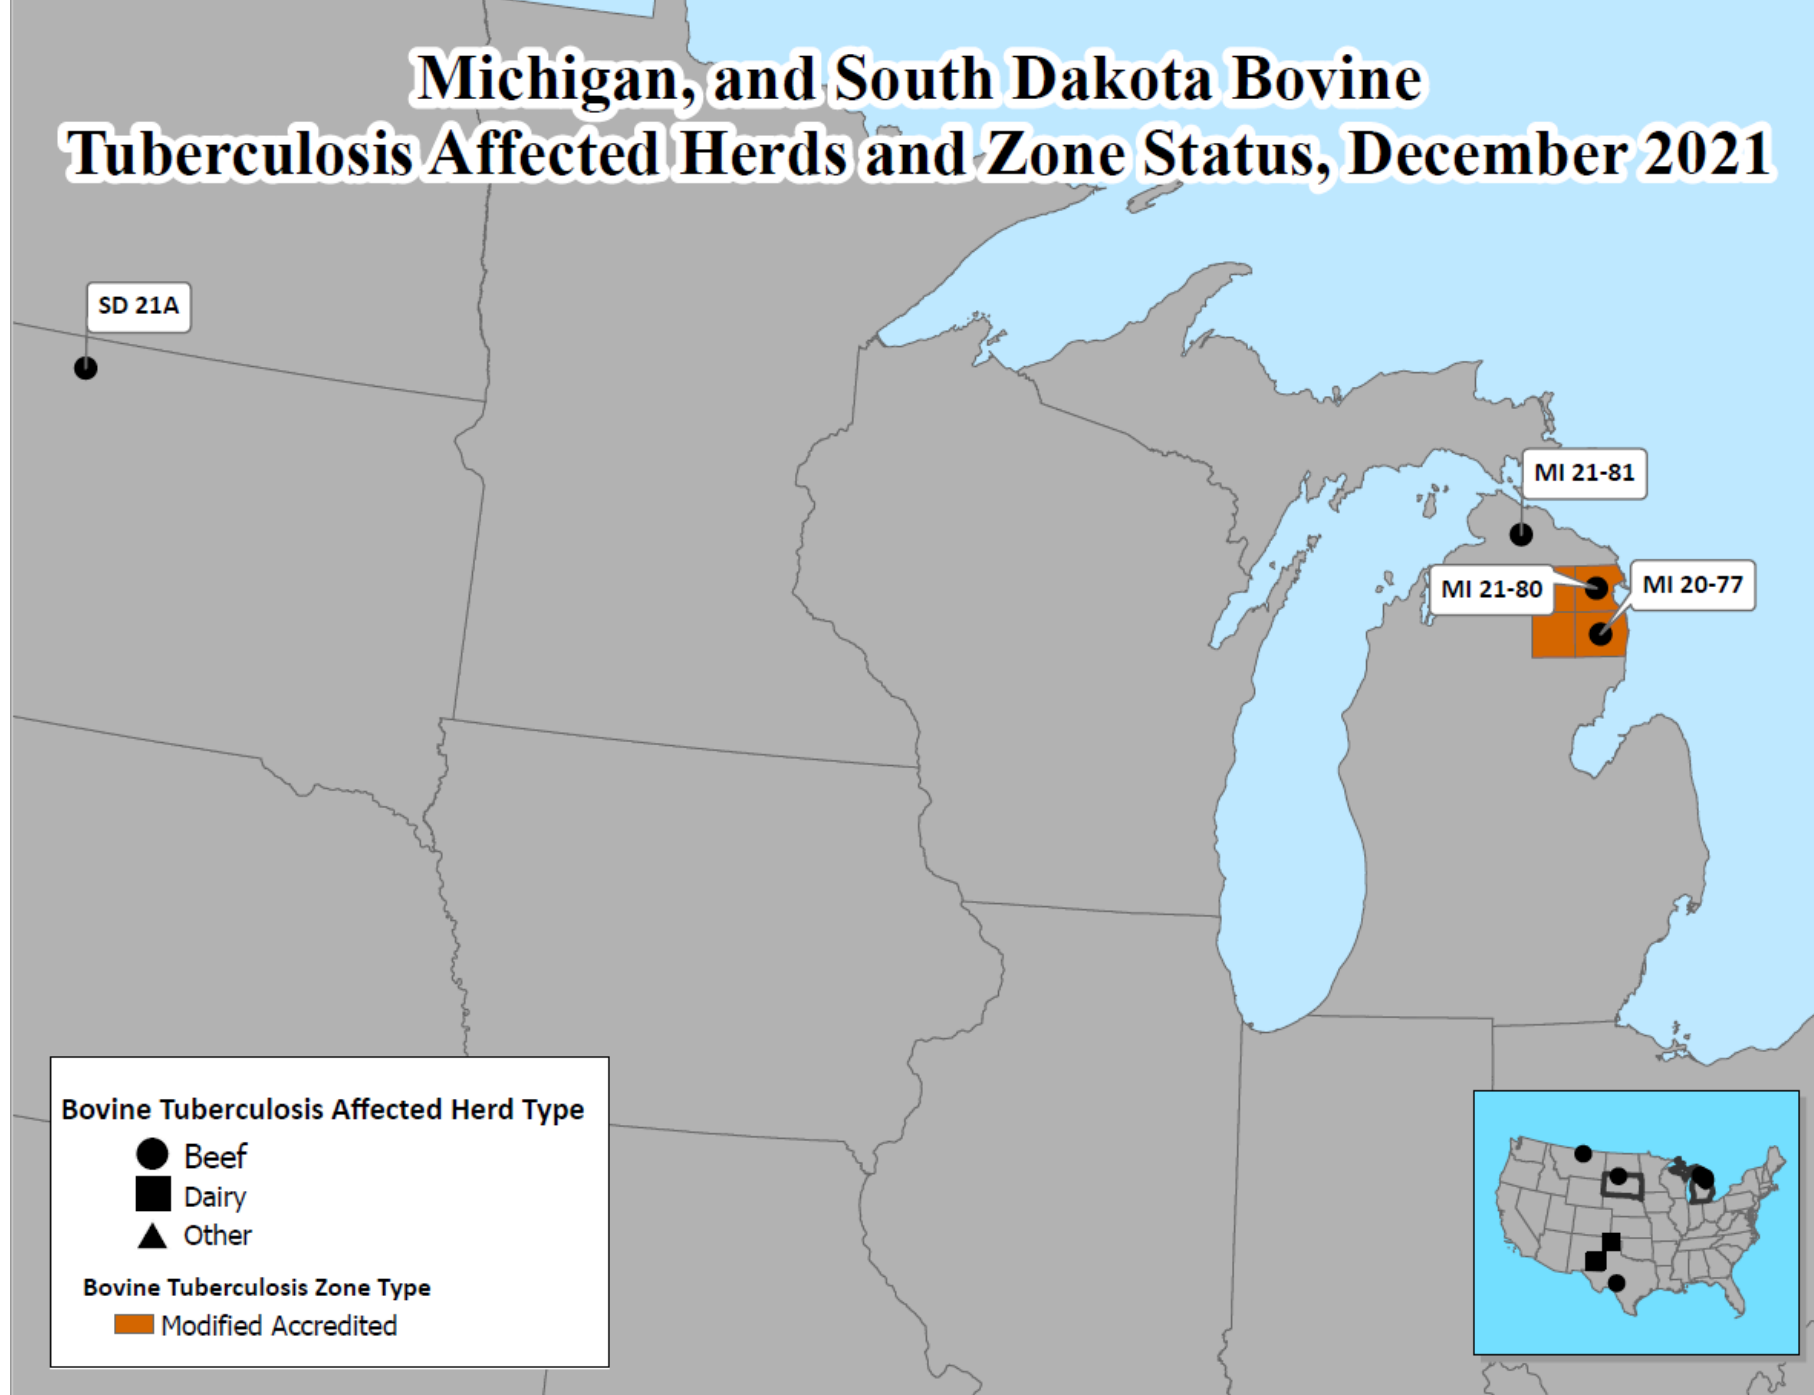 Michigan, and South Dakota Bovine
Tuberculosis Affected Herds and Zone Status, December 2021
SD 21A
MI 21-81
MI 21-80
MI 20-77
Bovine Tuberculosis Affected Herd Type
Beef
Dairy
Other
Bovine Tuberculosis Zone Type
Modified Accredited